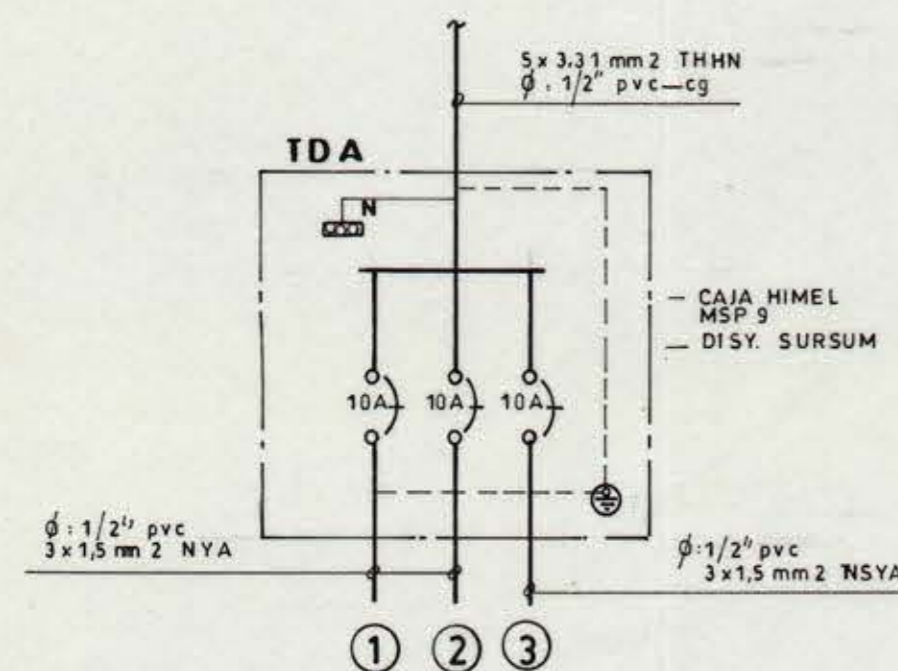 5 x 3.31 mm 2 THHN
Ø : 1/2" pvc—cg
TDA
N
— CAJA HIMEL
MSP 9
— DISY. SURSUM
10A 10A 10A
Ø : 1/2" pvc
3 x 1,5 mm 2 NYA
Ø : 1/2" pvc
3 x 1,5 mm 2 NSYA
1 2 3